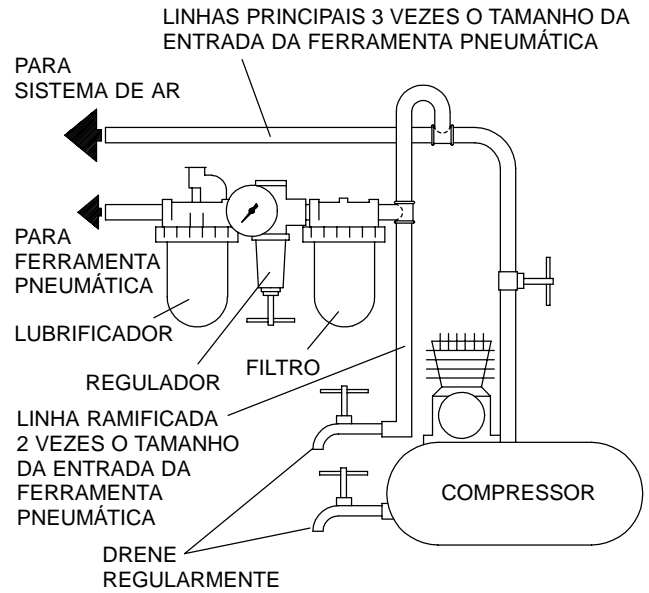 LINHAS PRINCIPAIS 3 VEZES O TAMANHO DA
ENTRADA DA FERRAMENTA PNEUMÁTICA
PARA
SISTEMA DE AR
PARA
FERRAMENTA
PNEUMÁTICA
LUBRIFICADOR
REGULADOR
FILTRO
LINHA RAMIFICADA
2 VEZES O TAMANHO
DA ENTRADA DA
FERRAMENTA
PNEUMÁTICA
COMPRESSOR
DRENE
REGULARMENTE